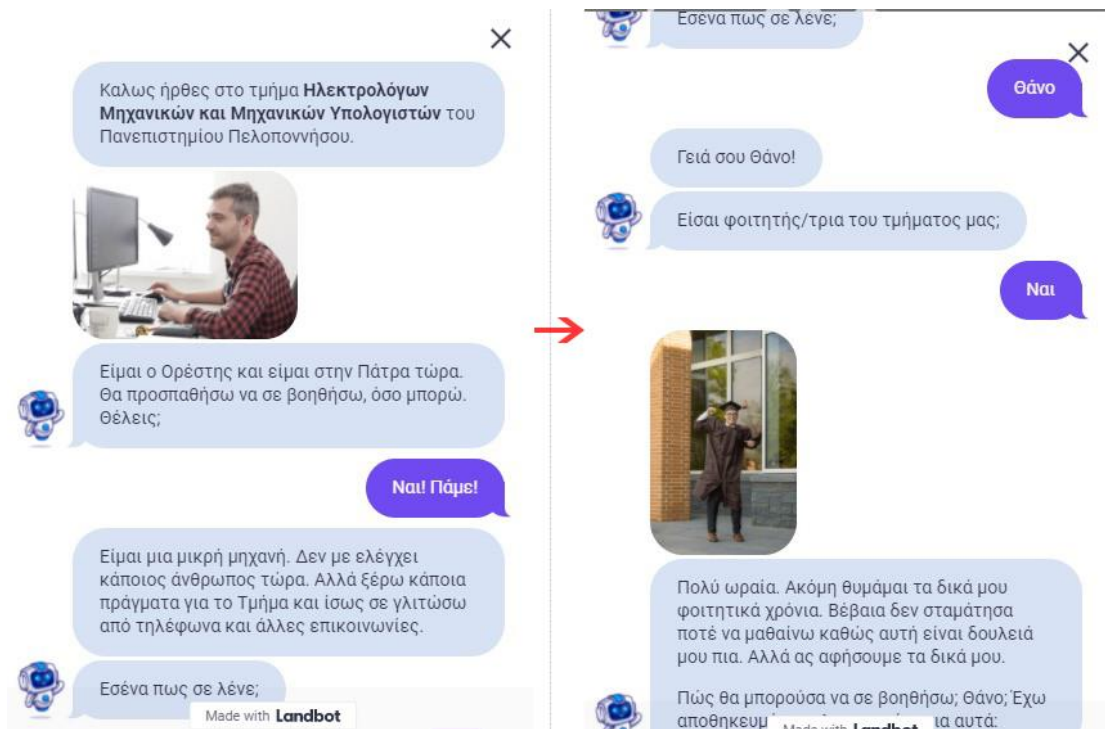 Καλως ήρθες στο τμήμα Ηλεκτρολόγων
Μηχανικών και Μηχανικών Υπολογιστών του
Πανεπιστημίου Πελοποννήσου.
Είμαι ο Ορέστης και είμαι στην Πάτρα τώρα.
Θα προσπαθήσω να σε βοηθήσω, όσο μπορώ.
Θέλεις;
Ναι! Πάμε!
Είμαι μια μικρή μηχανή. Δεν με ελέγχει
κάποιος άνθρωπος τώρα. Αλλά ξέρω κάποια
πράγματα για το Τμήμα και ίσως σε γλιτώσω
από τηλέφωνα και άλλες επικοινωνίες.
Εσένα πως σε λένε;
Made with Landbot
Εσένα πως σε λένε;
Θάνο
Γειά σου Θάνο!
Είσαι φοιτητής/τρια του τμήματος μας;
Ναι
Πολύ ωραία. Ακόμη θυμάμαι τα δικά μου
φοιτητικά χρόνια. Βέβαια δεν σταμάτησα
ποτέ να μαθαίνω καθώς αυτή είναι δουλειά
μου πια. Αλλά ας αφήσουμε τα δικά μου.
Πώς θα μπορούσα να σε βοηθήσω; Θάνο; Έχω
αυτά:
Made with Landbot